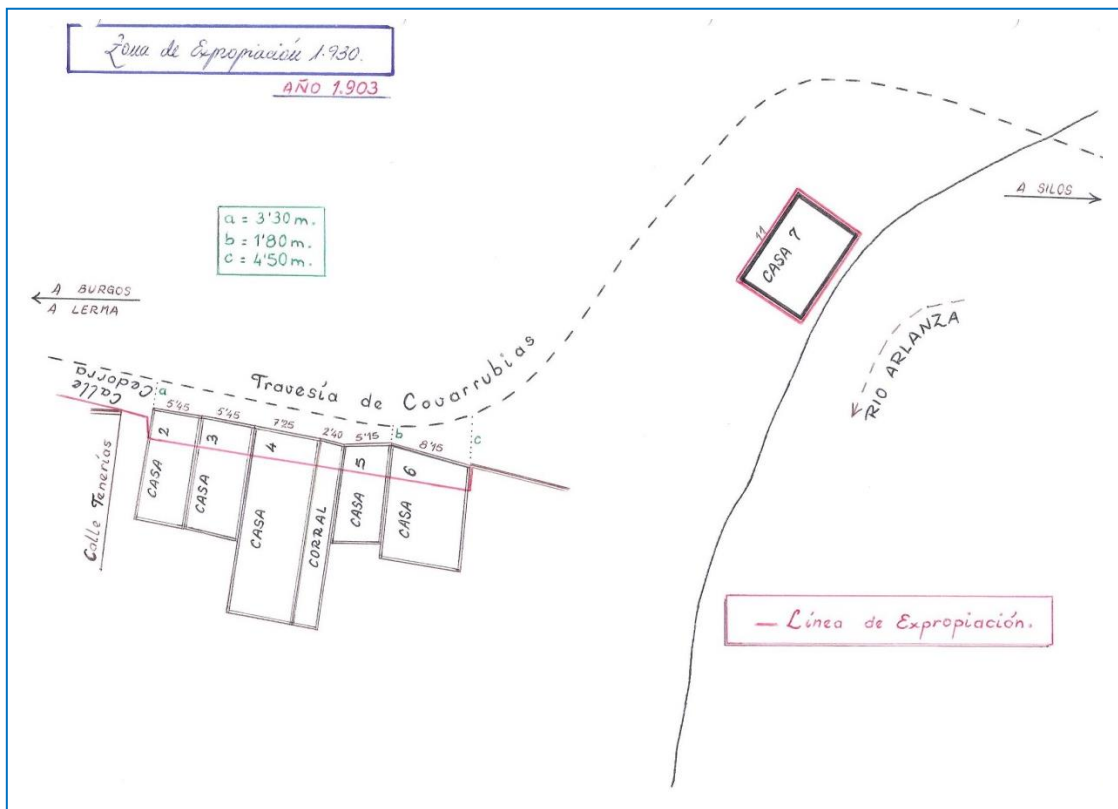 Zona de Expropiación 1.930.
AÑO 1.903
a = 3'30 m.
b = 1'80 m.
c = 4'50 m.
A BURGOS
A LERMA
A SILOS
11
CASA 7
RIO ARLANZA
Travesía de Covarrubias
Calle
Cedorra
a
b
c
5'45
5'45
7'25
2'40
5'15
8'15
CASA 2
CASA 3
CASA 4
CORRAL
CASA 5
CASA 6
Calle Tenerías
— Línea de Expropiación.